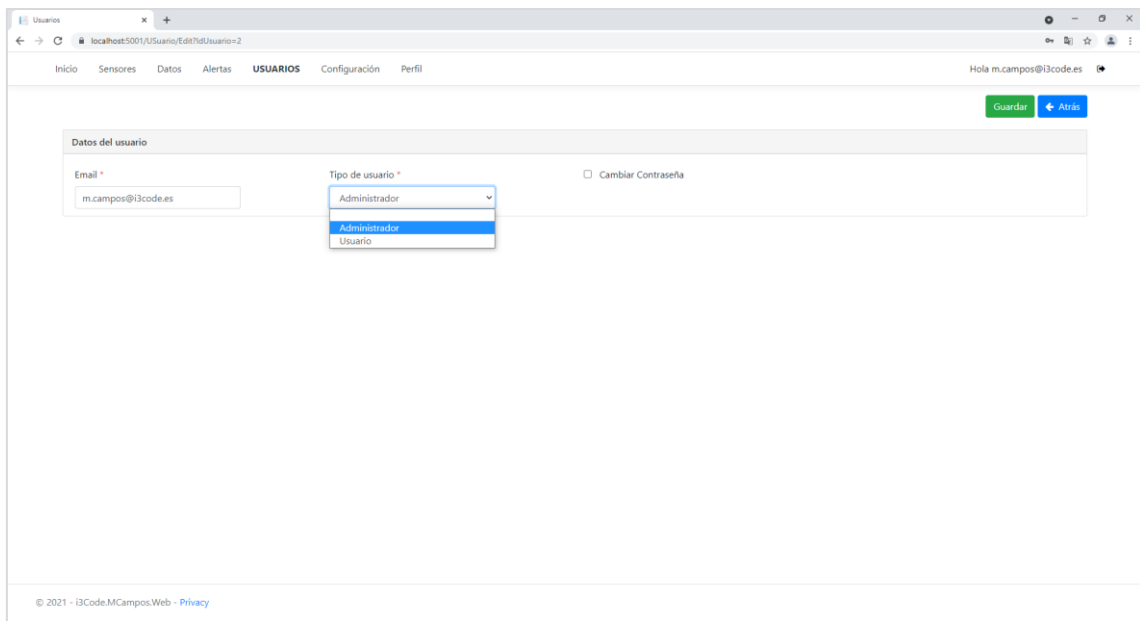 Usuarios
localhost:5001/USuario/Edit?IdUsuario=2
Inicio Sensores Datos Alertas USUARIOS Configuración Perfil Hola m.campos@i3code.es
Guardar Atrás
Datos del usuario
Email * Tipo de usuario * Cambiar Contraseña
m.campos@i3code.es Administrador
Administrador
Usuario
© 2021 - i3Code.MCampos.Web - Privacy